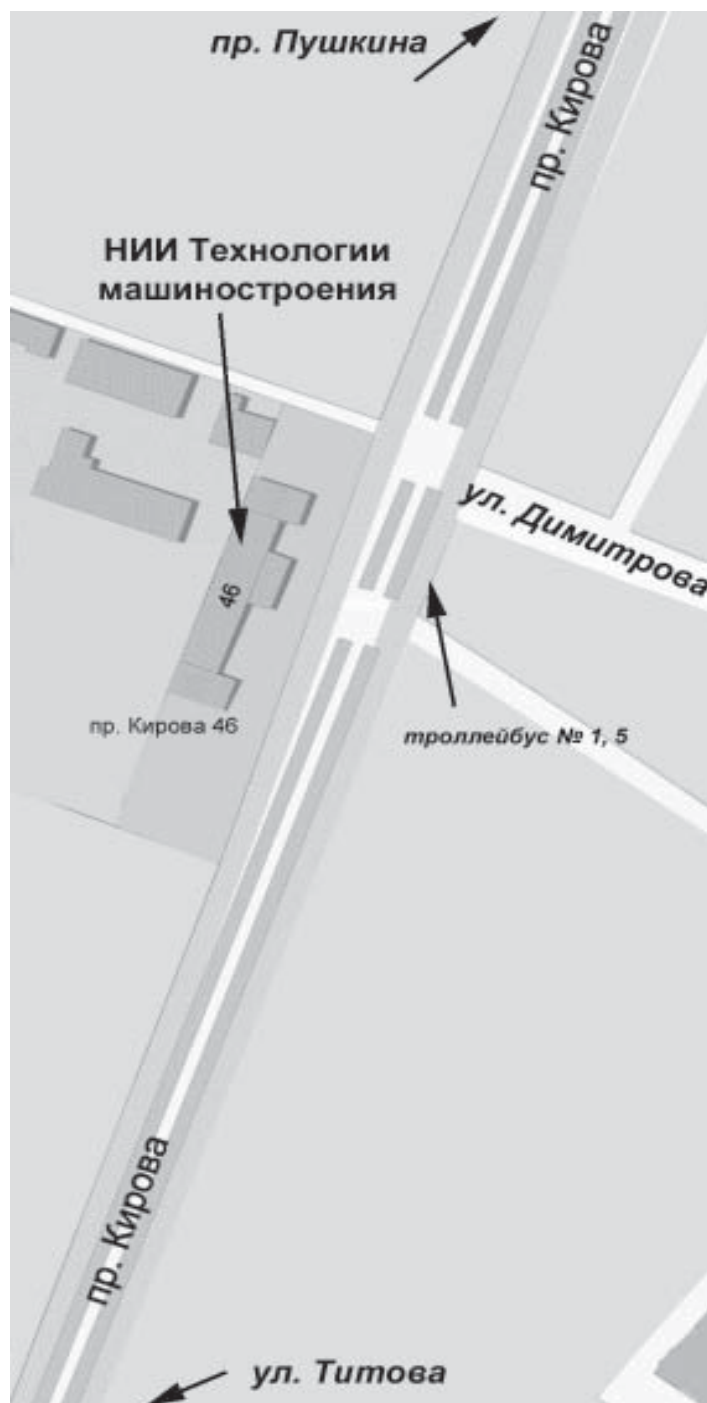 пр. Пушкина
пр. Кирова
НИИ Технологии
машиностроения
ул. Димитрова
46
пр. Кирова 46
троллейбус № 1, 5
пр. Кирова
ул. Титова